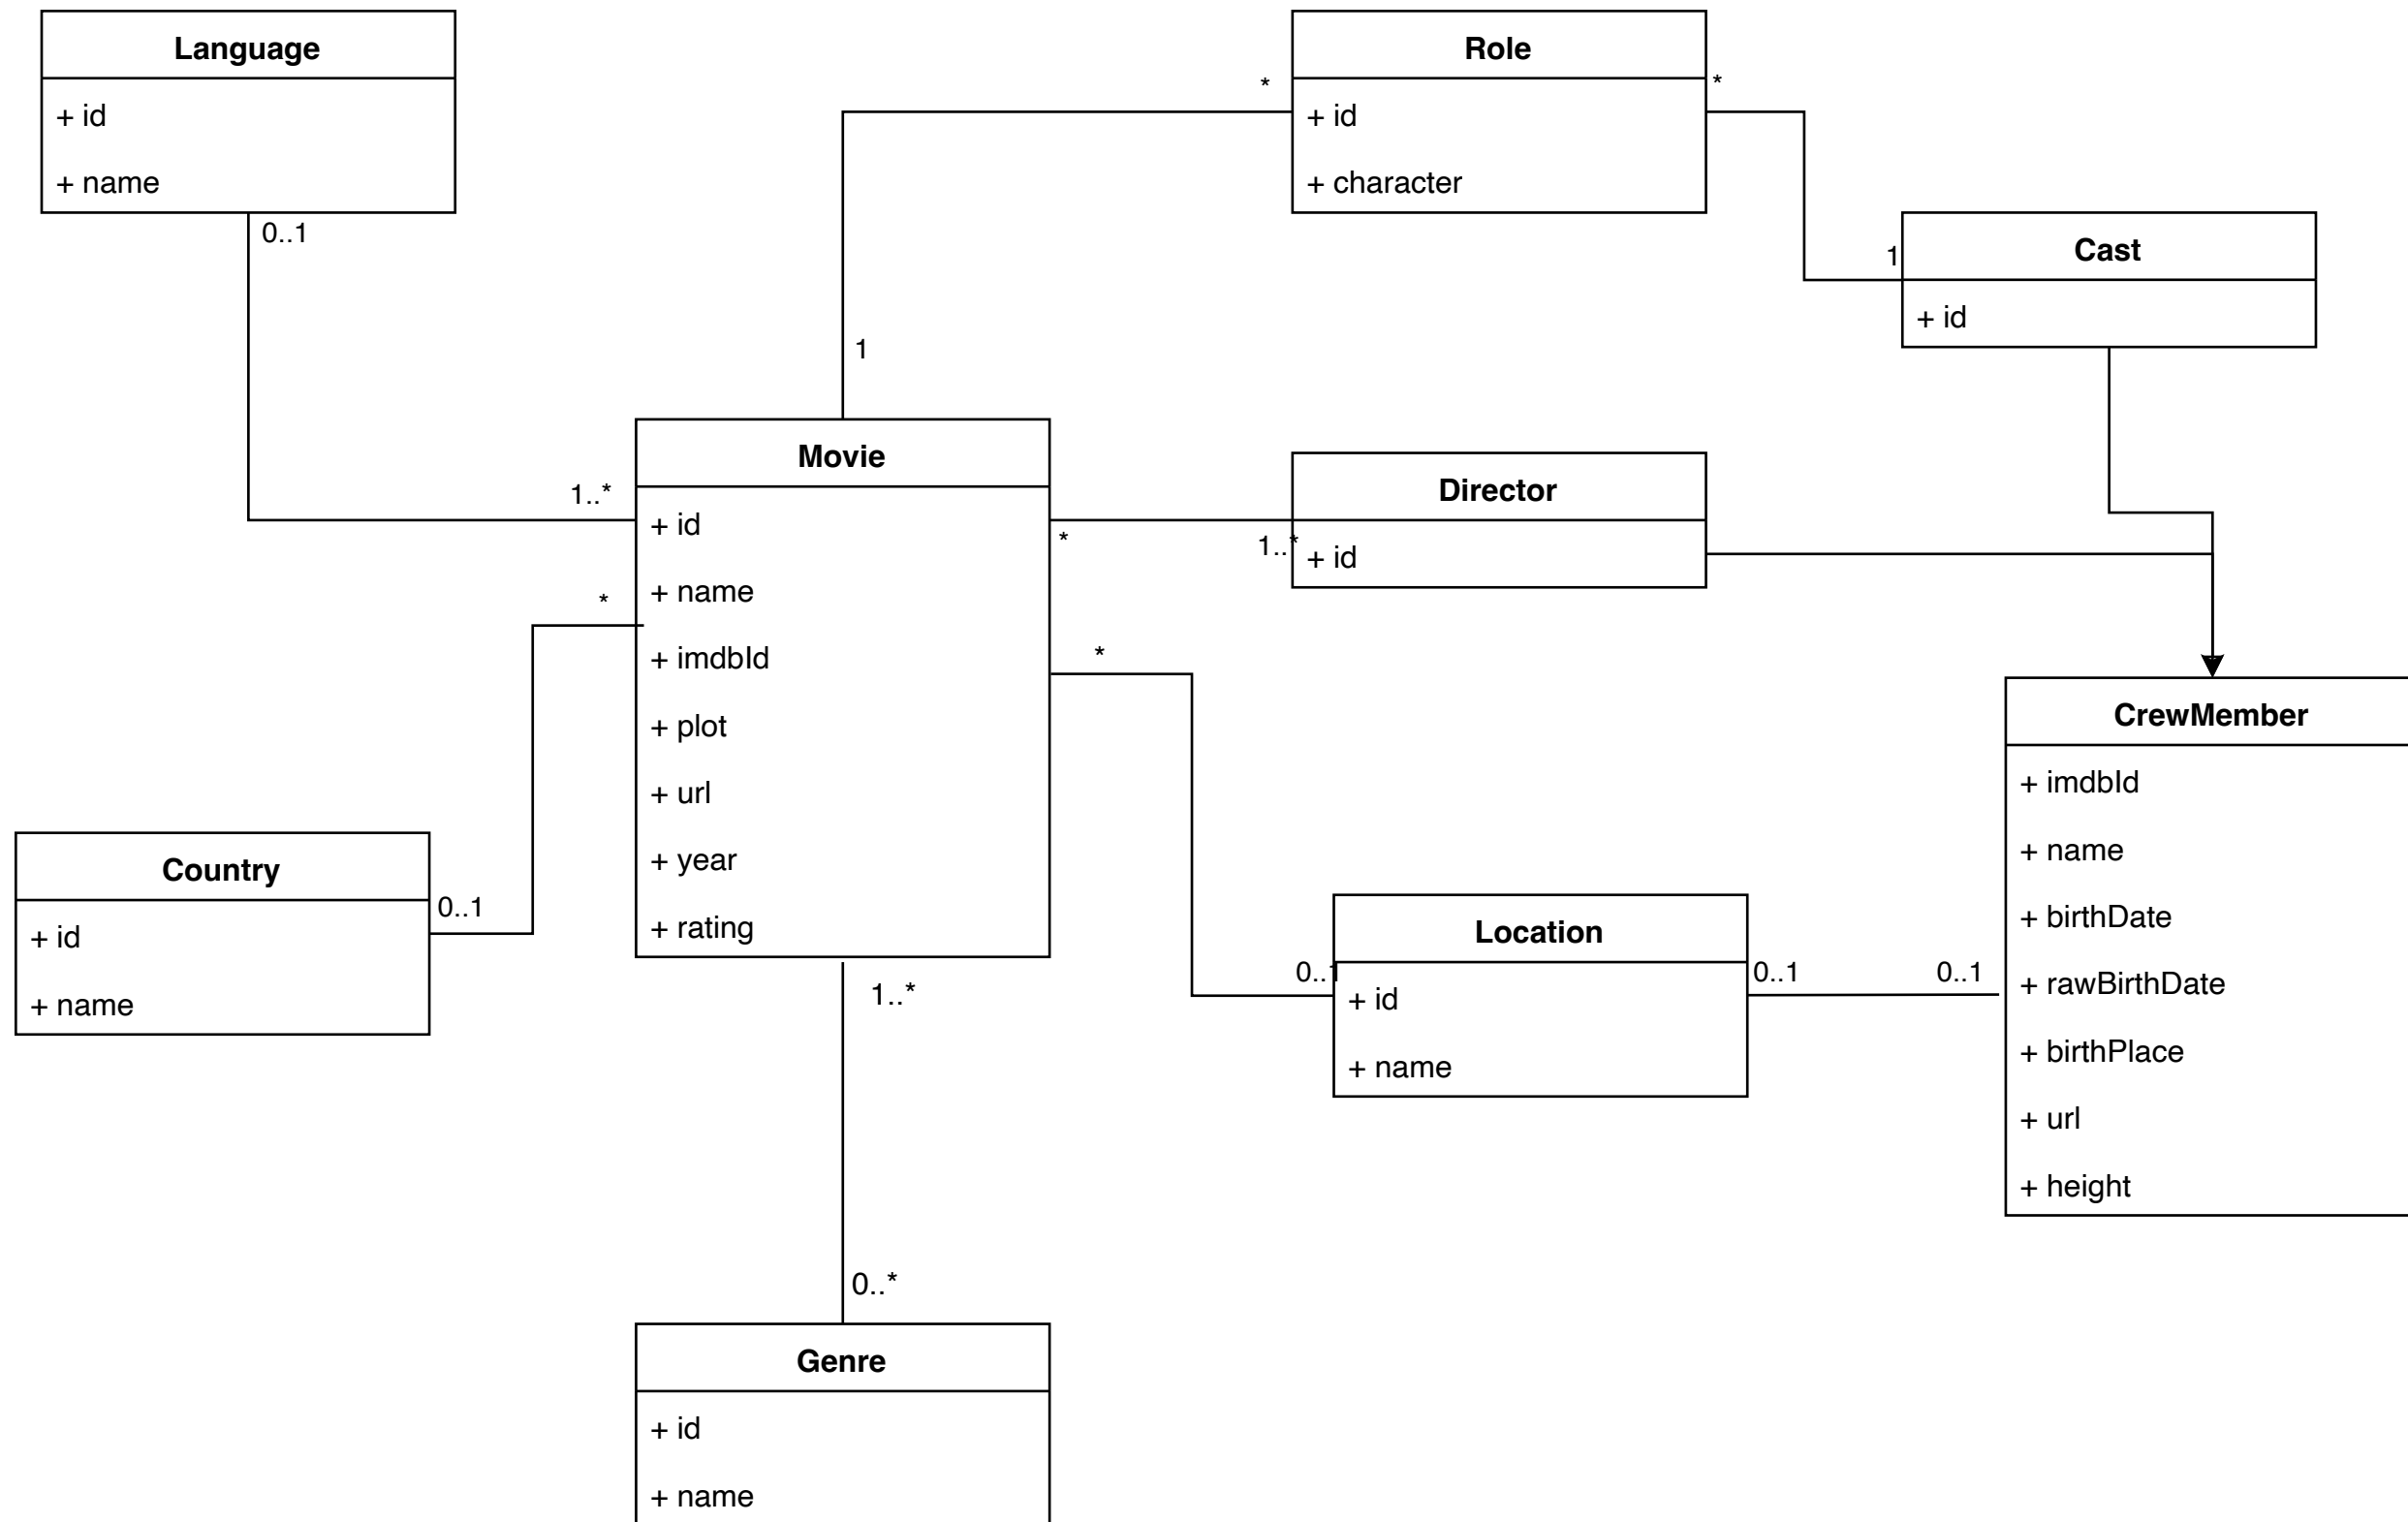 Language
+ id
+ name
0..1
Role
+ id
+ character
*
*
Cast
+ id
1
1
Movie
+ id
+ name
+ imdbId
+ plot
+ url
+ year
+ rating
1..*
*
*
1..*
Director
+ id
*
CrewMember
+ imdbId
+ name
+ birthDate
+ rawBirthDate
+ birthPlace
+ url
+ height
Country
+ id
+ name
0..1
Location
+ id
+ name
0..1
0..1
0..1
1..*
0..*
Genre
+ id
+ name